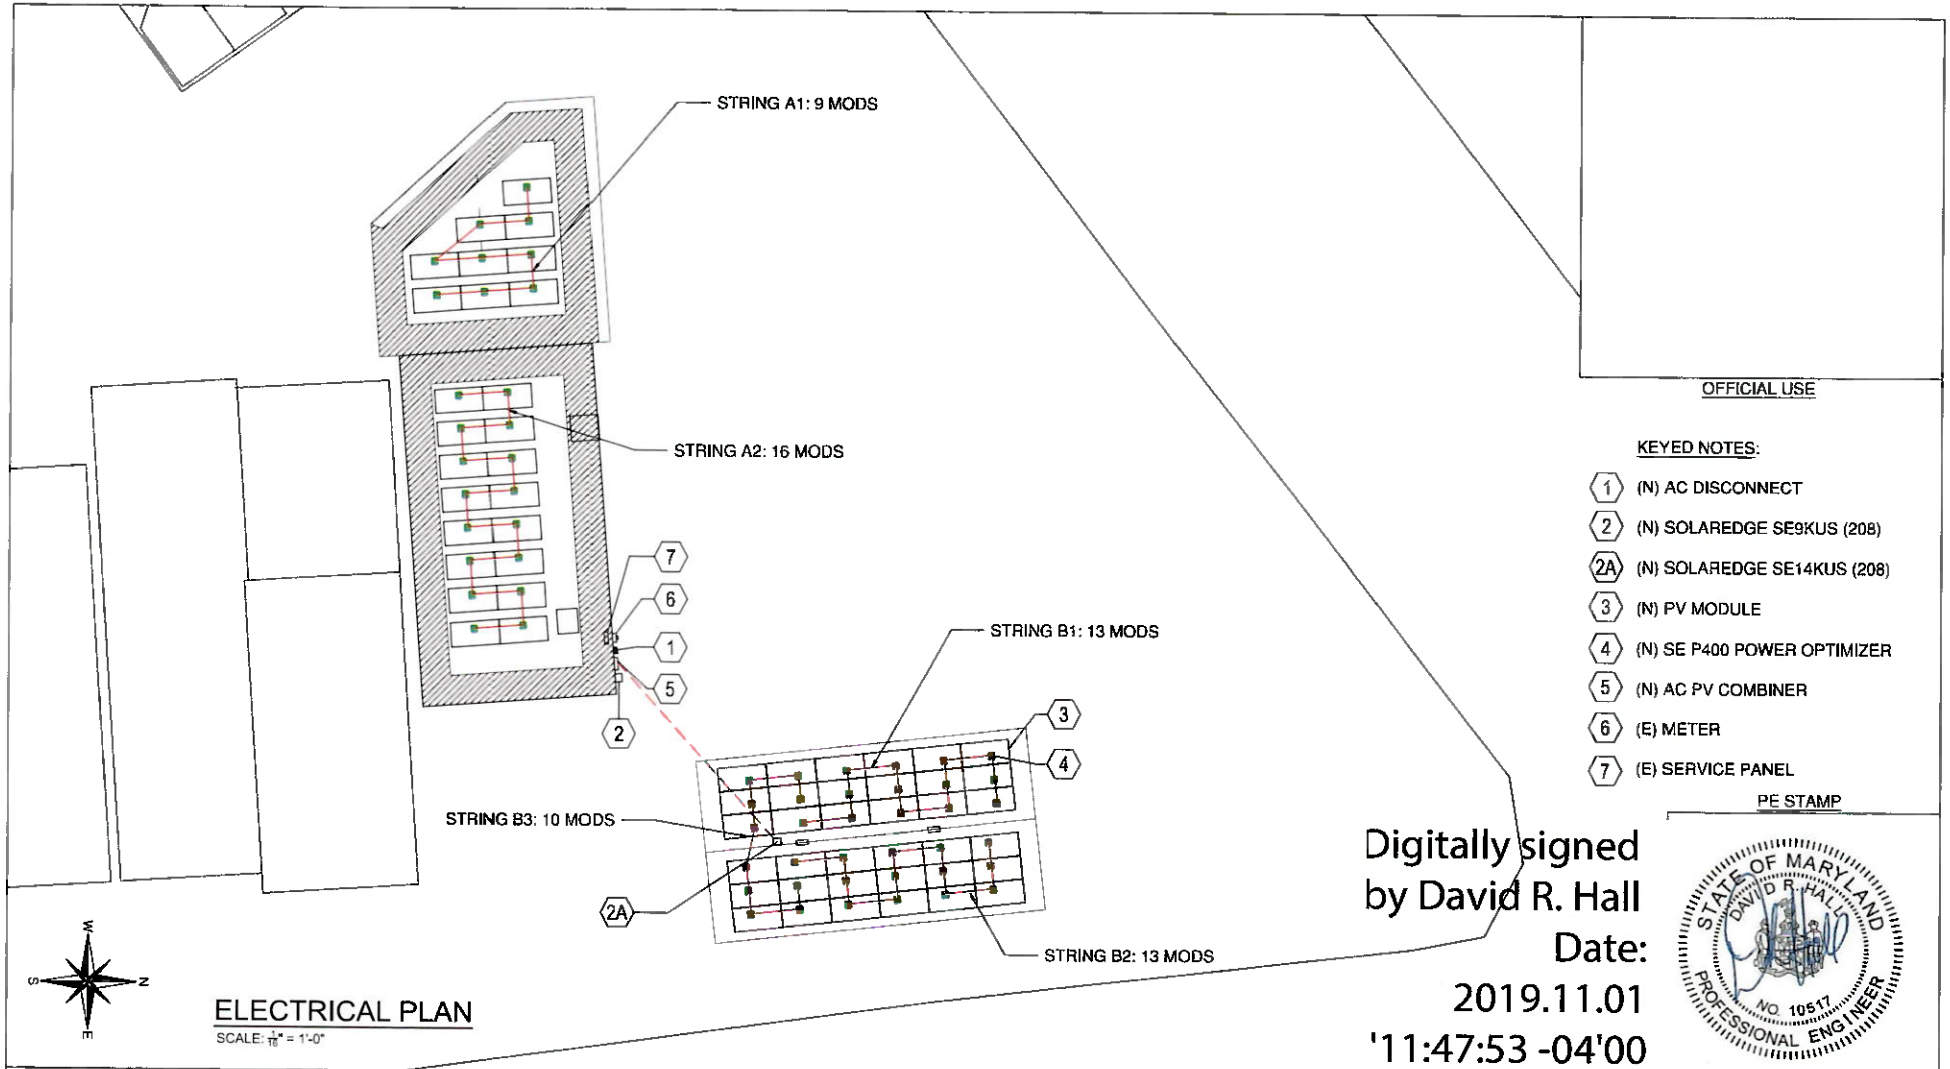 STRING A1: 9 MODS
STRING A2: 16 MODS
7
6
1
5
2
STRING B1: 13 MODS
3
4
STRING B3: 10 MODS
2A
STRING B2: 13 MODS
OFFICIAL USE
KEYED NOTES:
1 (N) AC DISCONNECT
2 (N) SOLAREDGE SE9KUS (208)
2A (N) SOLAREDGE SE14KUS (208)
3 (N) PV MODULE
4 (N) SE P400 POWER OPTIMIZER
5 (N) AC PV COMBINER
6 (E) METER
7 (E) SERVICE PANEL
PE STAMP
Digitally signed
by David R. Hall
Date:
2019.11.01
'11:47:53 -04'00
STATE OF MARYLAND
DAVID R. HALL
NO. 10517
PROFESSIONAL ENGINEER
W
S
N
E
ELECTRICAL PLAN
SCALE: 1/16" = 1'-0"